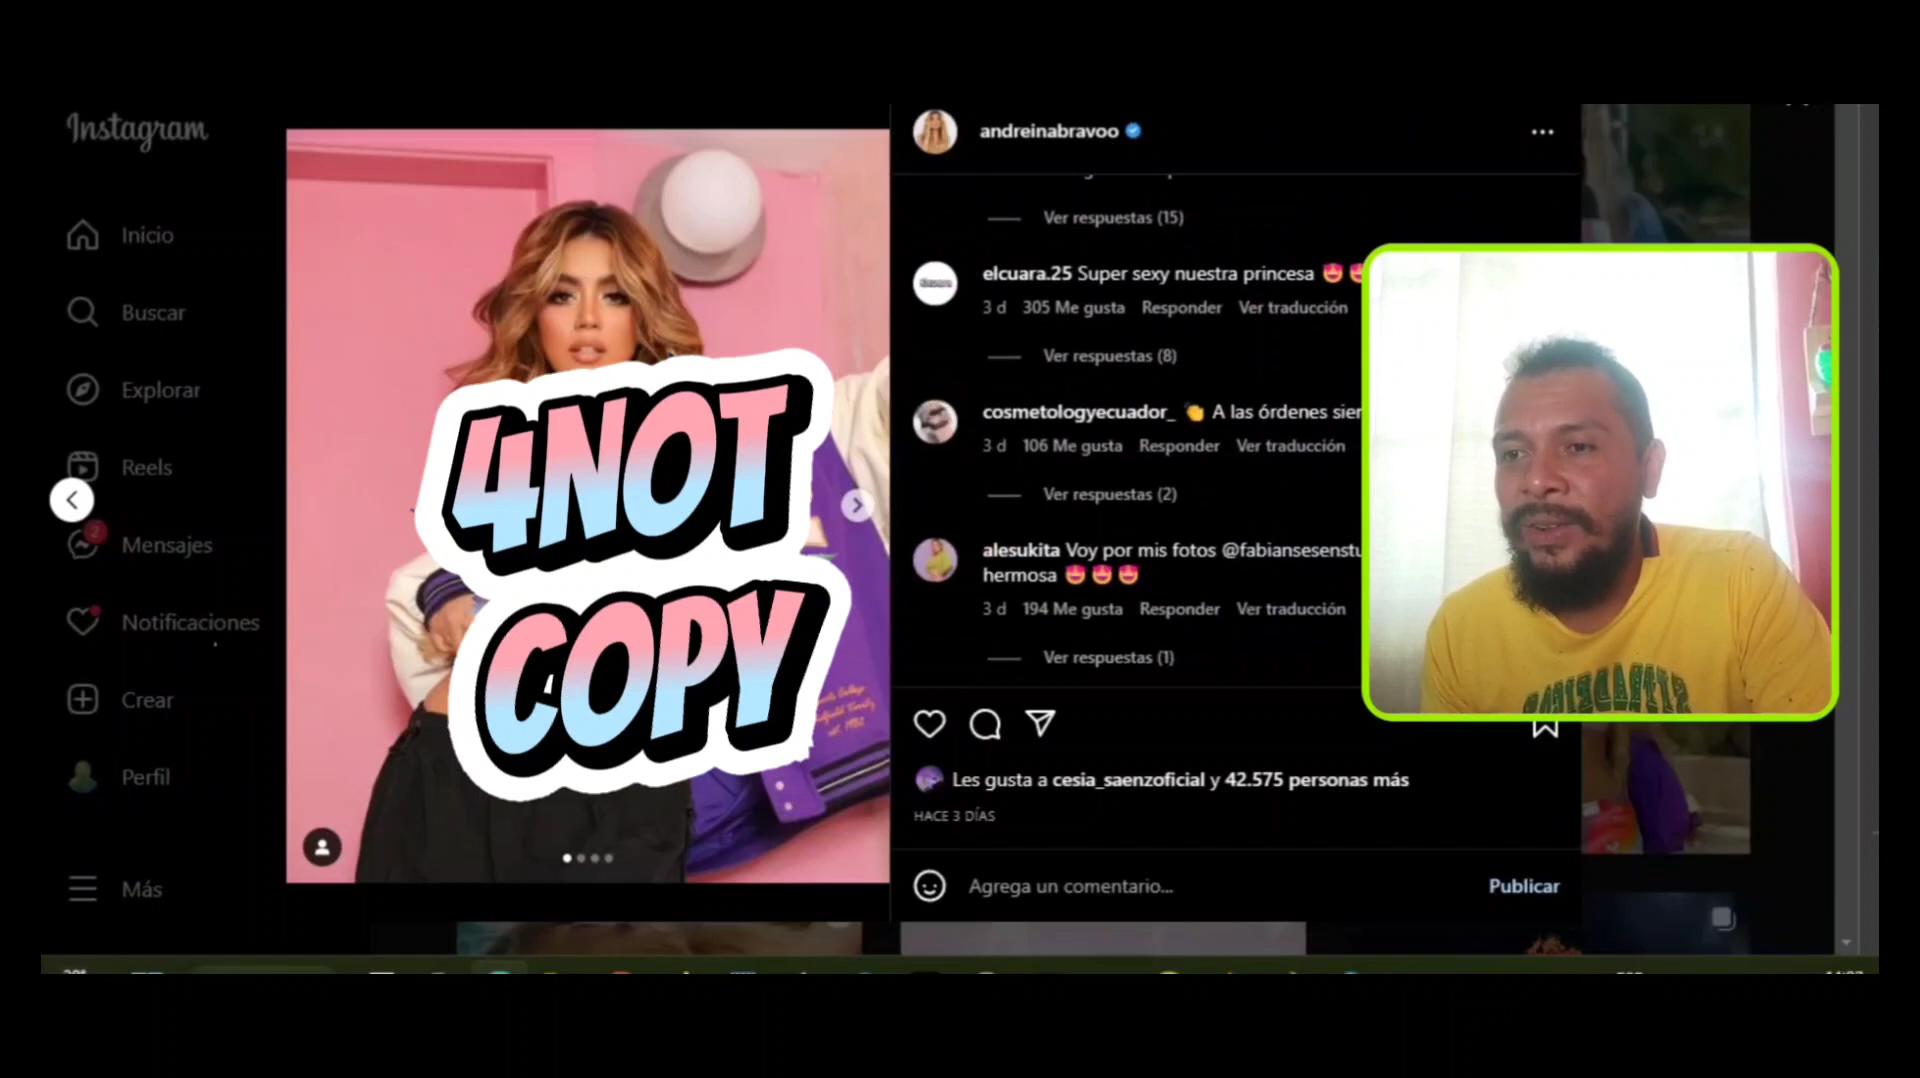 Instagram
Inicio
Buscar
Explorar
Reels
2
Mensajes
Notificaciones
Crear
Perfil
Más
4NOT
COPY
andreinabravoo
Ver respuestas (15)
elcuara.25 Super sexy nuestra princesa 😍
3 d 305 Me gusta Responder Ver traducción
Ver respuestas (8)
cosmetologyecuador_ 👏 A las órdenes
3 d 106 Me gusta Responder Ver traducción
Ver respuestas (2)
alesukita Voy por mis fotos
hermosa 😍 😍 😍
3 d 194 Me gusta Responder Ver traducción
Ver respuestas (1)
Les gusta a cesia_saenzoficial y 42.575 personas más
HACE 3 DÍAS
Agrega un comentario...
Publicar